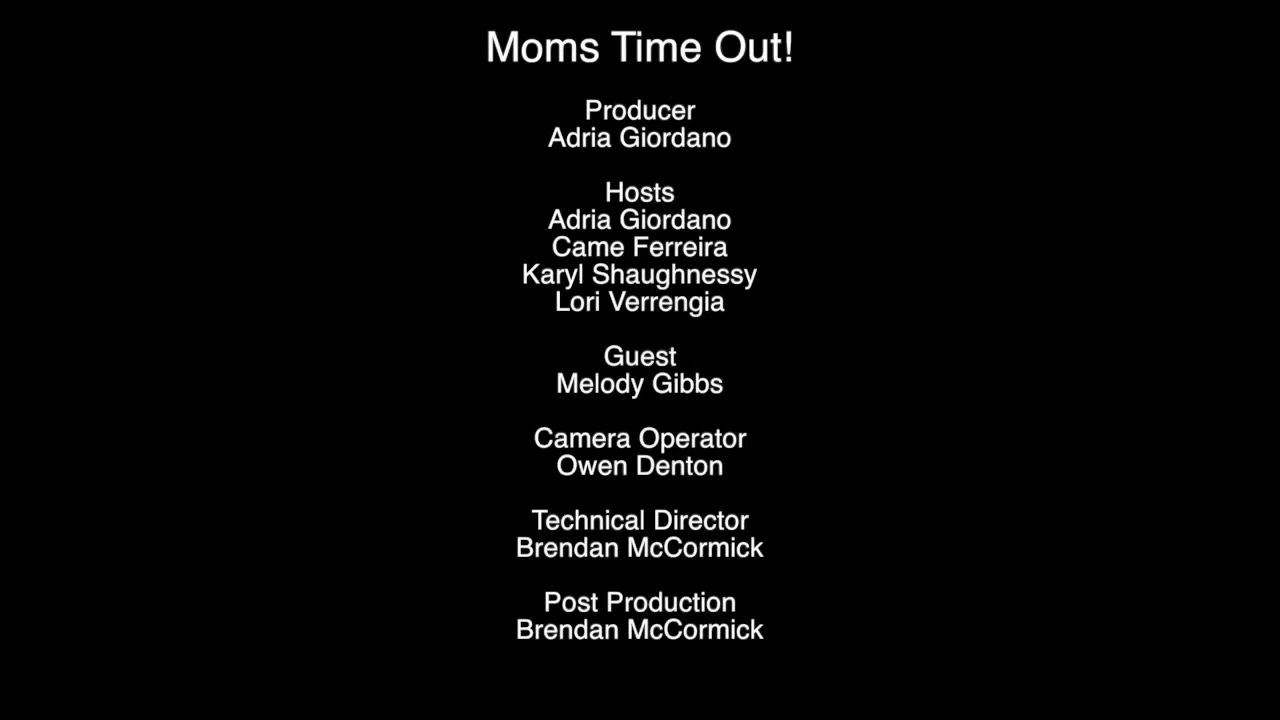 Moms Time Out!
Producer
Adria Giordano
Hosts
Adria Giordano
Came Ferreira
Karyl Shaughnessy
Lori Verrengia
Guest
Melody Gibbs
Camera Operator
Owen Denton
Technical Director
Brendan McCormick
Post Production
Brendan McCormick